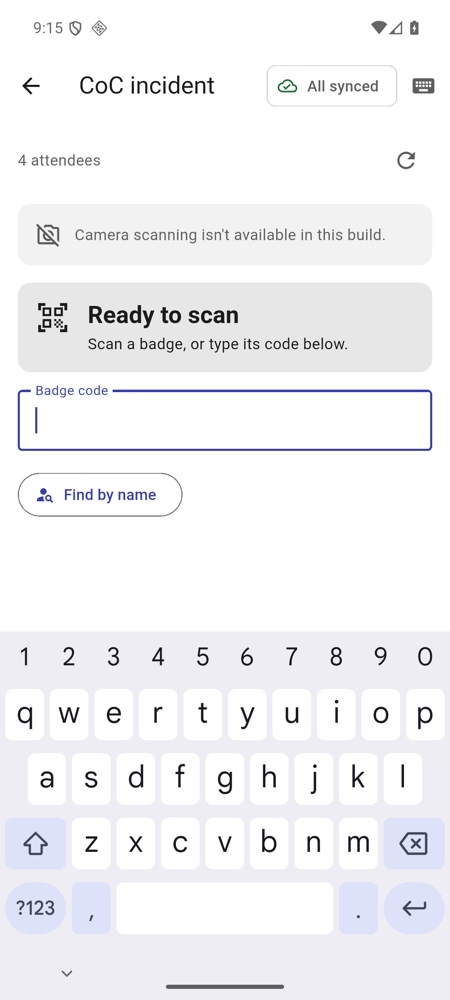 9:15
CoC incident
All synced
4 attendees
Camera scanning isn't available in this build.
Ready to scan
Scan a badge, or type its code below.
Badge code
Find by name
1 2 3 4 5 6 7 8 9 0
q w e r t y u i o p
a s d f g h j k l
z x c v b n m
?123 , .